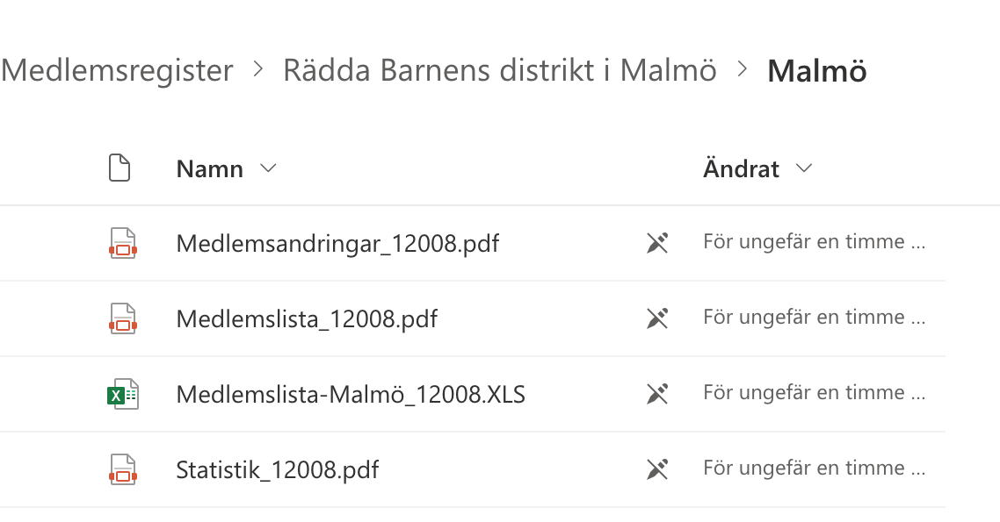 Medlemsregister > Rädda Barnens distrikt i Malmö > Malmö
Namn Ändrat
Medlemsandringar_12008.pdf För ungefär en timme ...
Medlemslista_12008.pdf För ungefär en timme ...
Medlemslista-Malmö_12008.XLS För ungefär en timme ...
Statistik_12008.pdf För ungefär en timme ...